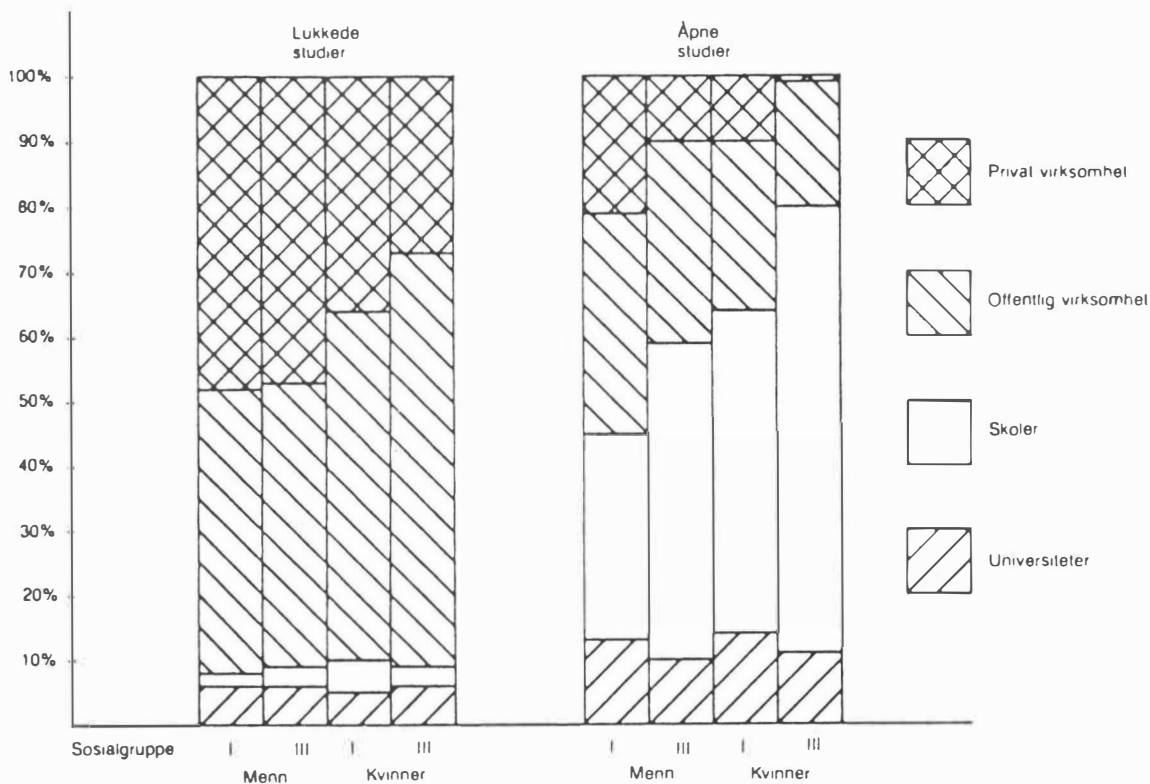 Lukkede
studier
Åpne
studier
100%
90%
80%
70%
60%
50%
40%
30%
20%
10%
Privat virksomhet
Offentlig virksomhet
Skoler
Universiteter
Sosialgruppe I III I III I III I III
Menn Kvinner Menn Kvinner